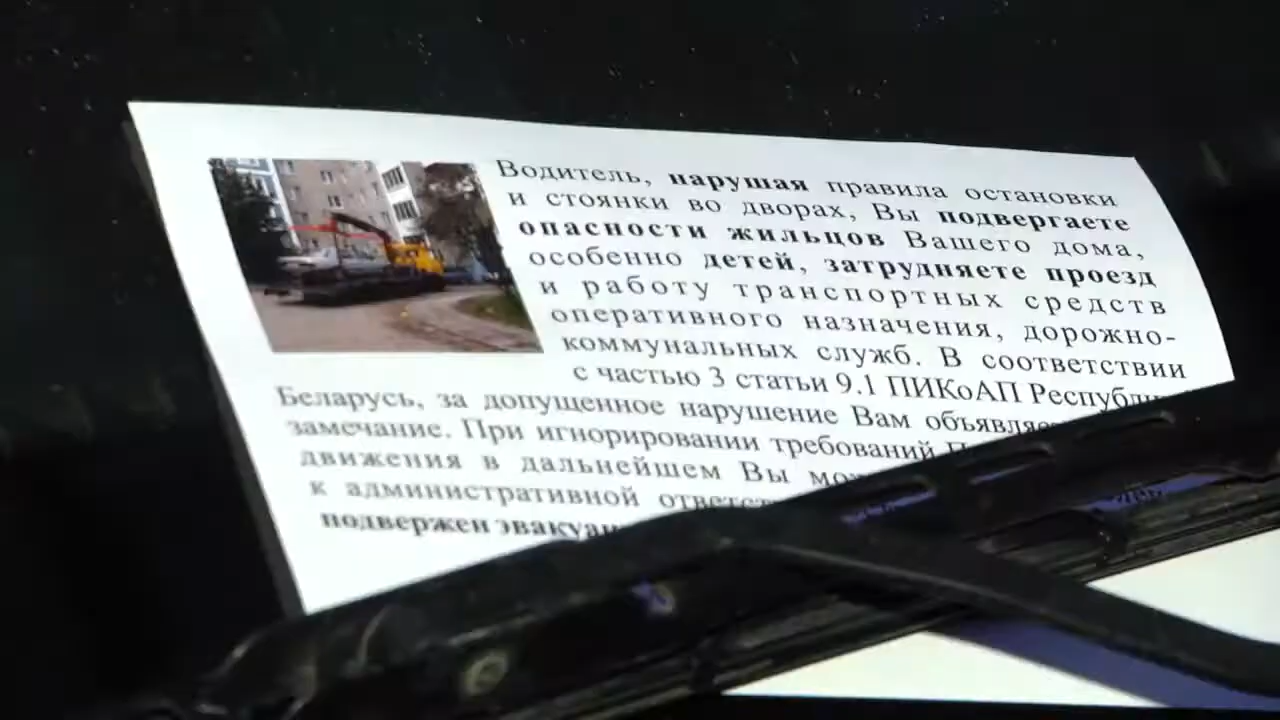 Водитель, нарушая правила остановки
и стоянки во дворах, Вы подвергаете
опасности жильцов Вашего дома,
особенно детей, затрудняете проезд
и работу транспортных средств
оперативного назначения, дорожно-
коммунальных служб. В соответствии
с частью 3 статьи 9.1 ПИКоАП
Беларусь, за допущенное нарушение Вам
замечание. При игнорировании требований
движения в дальнейшем Вы
к административной
подвержен